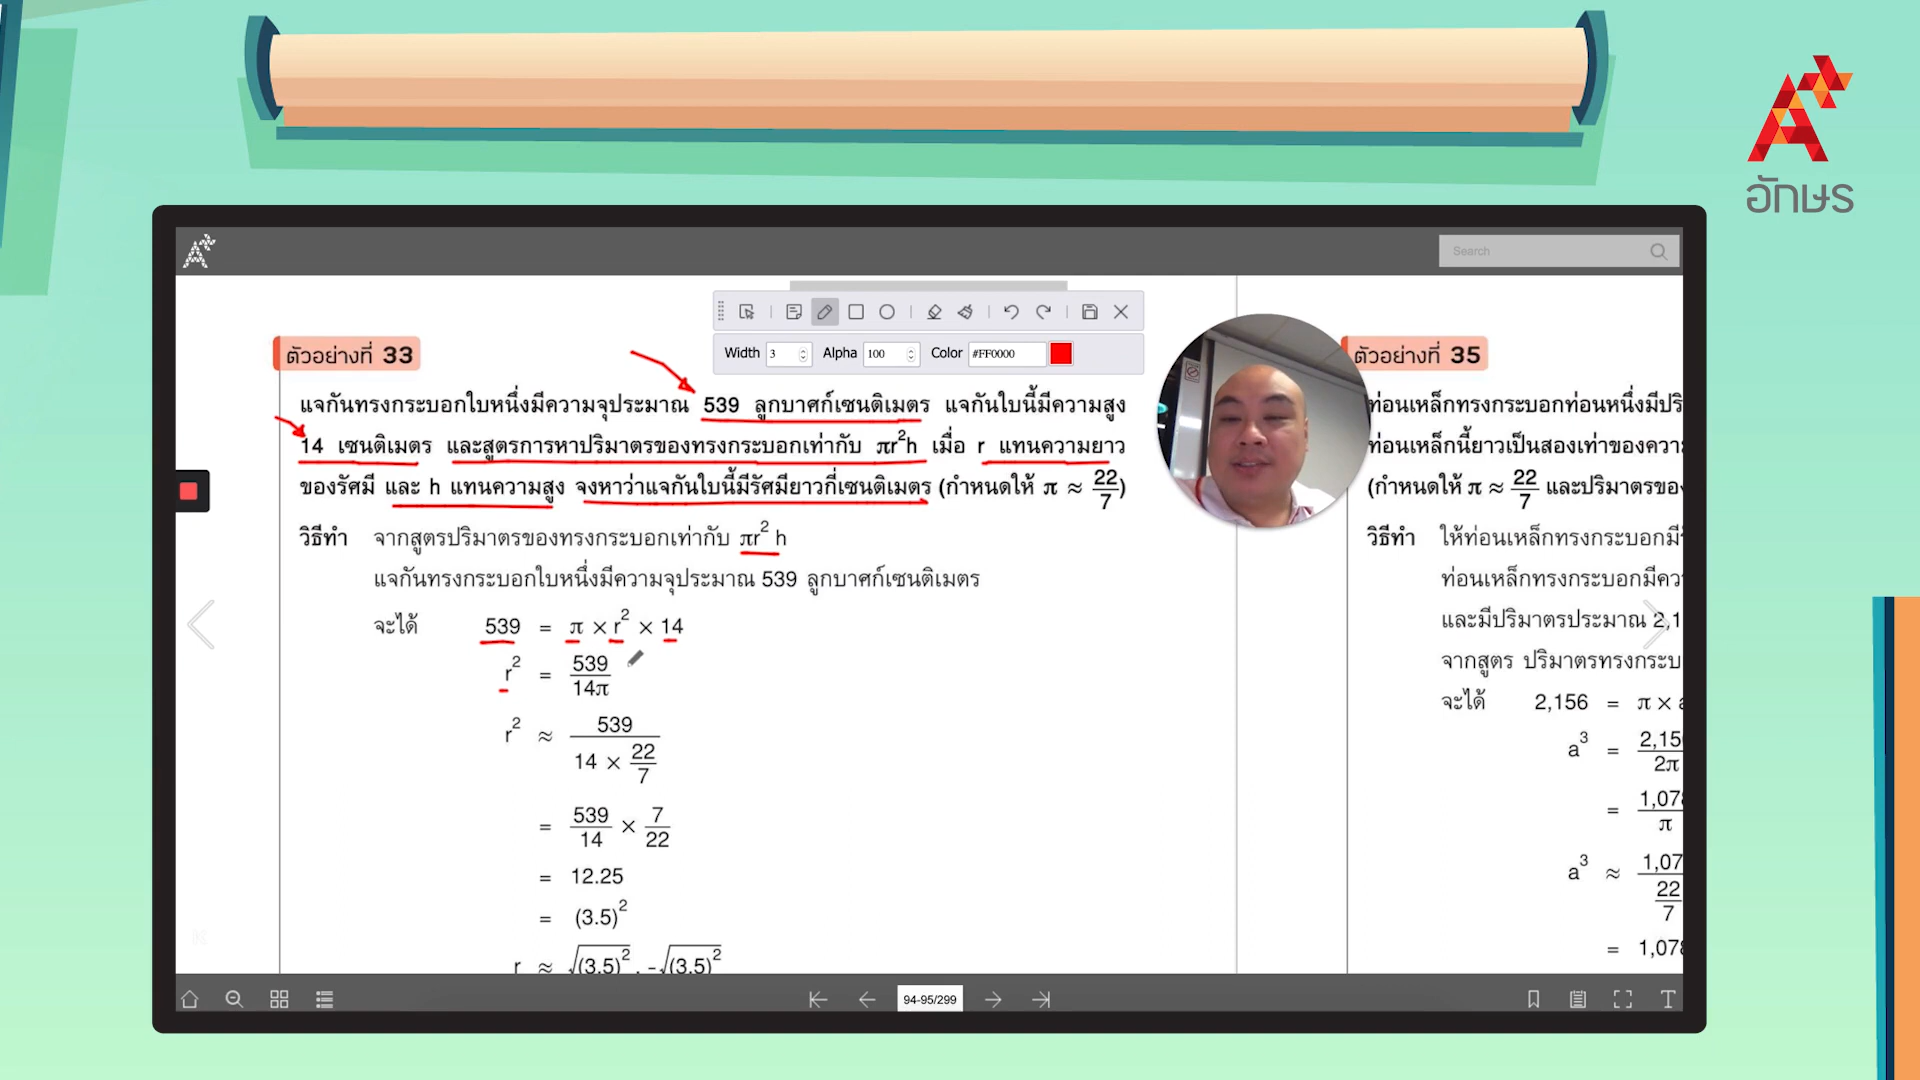 อักษร
Search
Width 3 Alpha 100 Color #FF0000
ตัวอย่างที่ 33
แจกันทรงกระบอกใบหนึ่งมีความจุประมาณ 539 ลูกบาศก์เซนติเมตร แจกันใบนี้มีความสูง
14 เซนติเมตร และสูตรการหาปริมาตรของทรงกระบอกเท่ากับ πr²h เมื่อ r แทนความยาว
ของรัศมี และ h แทนความสูง จงหาว่าแจกันใบนี้มีรัศมียาวกี่เซนติเมตร (กำหนดให้ π ≈ 22/7)
วิธีทำ จากสูตรปริมาตรของทรงกระบอกเท่ากับ πr² h
แจกันทรงกระบอกใบหนึ่งมีความจุประมาณ 539 ลูกบาศก์เซนติเมตร
จะได้ 539 = π × r² × 14
r² = 539/14π
r² ≈ 539/(14 × 22/7)
= 539/14 × 7/22
= 12.25
= (3.5)²
r ≈ √(3.5)² , -√(3.5)²
ตัวอย่างที่ 35
ท่อนเหล็กทรงกระบอกท่อนหนึ่งมีปริ
ท่อนเหล็กนี้ยาวเป็นสองเท่าของควา
(กำหนดให้ π ≈ 22/7 และปริมาตรขอ
วิธีทำ ให้ท่อนเหล็กทรงกระบอกมี
ท่อนเหล็กทรงกระบอกมีคว
และมีปริมาตรประมาณ 2,1
จากสูตร ปริมาตรทรงกระบ
จะได้ 2,156 = π ×
a³ = 2,15/2π
= 1,07/π
a³ ≈ 1,07/(22/7)
= 1,07
94-95/299